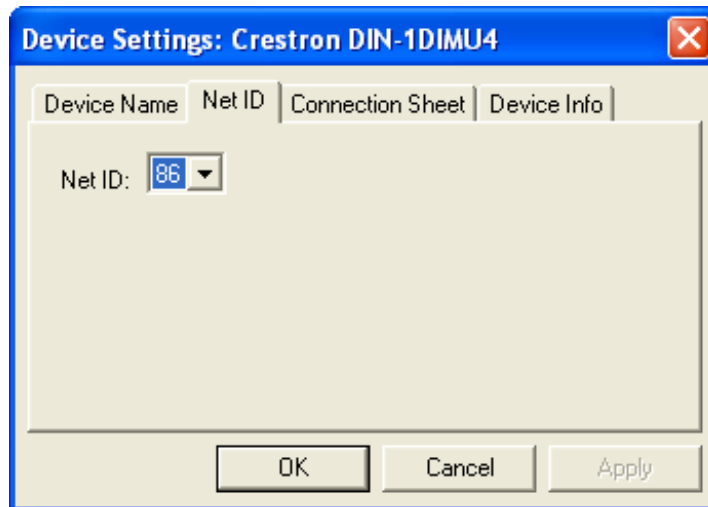 Device Settings: Crestron DIN-1DIMU4
Device Name Net ID Connection Sheet Device Info
Net ID: 86
OK Cancel Apply